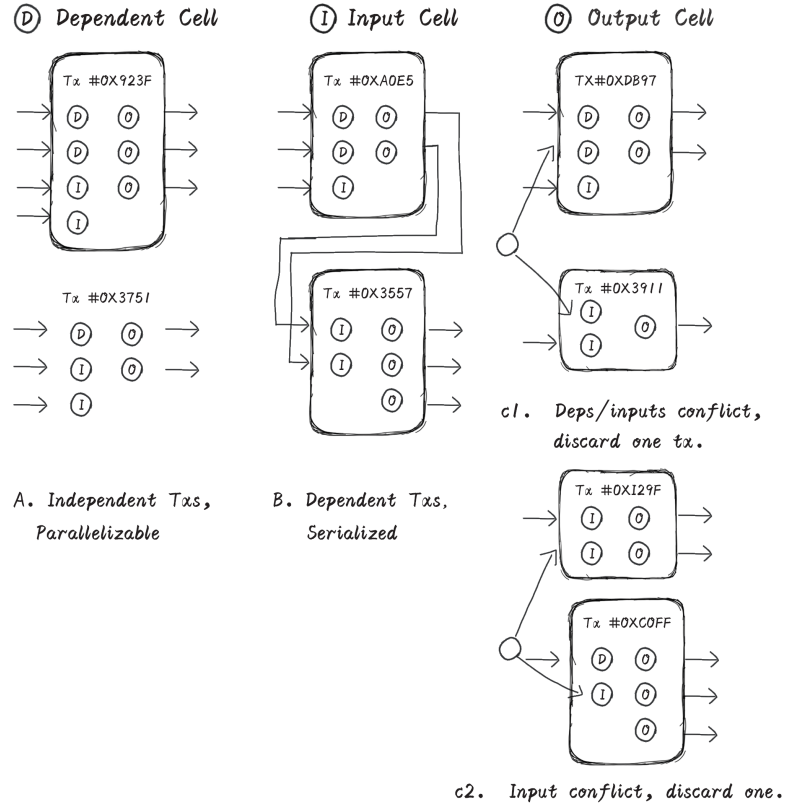 D Dependent Cell
I Input Cell
O Output Cell
Tx #0X923F
D O
D O
I O
I
Tx #0X3751
D O
I O
I
A. Independent Txs,
Parallelizable
Tx #0XA0E5
D O
D O
I
Tx #0X3557
I O
I O
O
B. Dependent Txs,
Serialized
TX#0XDB97
D O
D O
I
Tx #0X3911
I
O
I
c1. Deps/inputs conflict,
discard one tx.
Tx #0X129F
I O
I O
Tx #0XC0FF
D O
I O
O
c2. Input conflict, discard one.